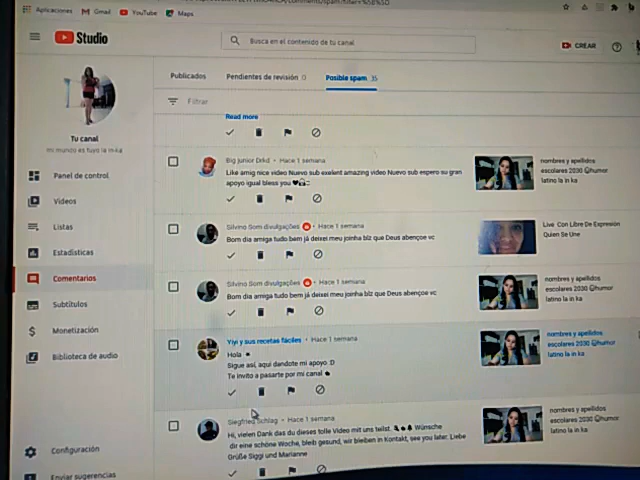 Aplicaciones
Gmail
YouTube
Maps
Studio
Busca en el contenido de tu canal
CREAR
Publicados
Pendientes de revisión 0
Posible spam 35
Filtrar
Tu canal
mi mundo es tuyo la in-ka
Panel de control
Videos
Listas
Estadísticas
Comentarios
Subtítulos
Monetización
Biblioteca de audio
Configuración
Enviar sugerencias
Read more
Big Junior Drkd • Hace 1 semana
Like amig nice video Nuevo sub exelent amazing video Nuevo sub espero su gran
apoyo igual bless you
nombres y apellidos
escolares 2030 @humor
latino la in ka
Silvino Som divulgações • Hace 1 semana
Bom dia amiga tudo bem já deixei meu joinha blz que Deus abençoe vc
Live Con Libre De Expresión
Quien Se Une
Silvino Som divulgações • Hace 1 semana
Bom dia amiga tudo bem já deixei meu joinha blz que Deus abençoe vc
nombres y apellidos
escolares 2030 @humor
latino la in ka
Yiyi y sus recetas fáciles • Hace 1 semana
Hola
Sigue así, aquí dandote mi apoyo :D
Te invito a pasarte por mi canal
nombres y apellidos
escolares 2030 @humor
latino la in ka
Siegfried Schlag • Hace 1 semana
Hi, vielen Dank das du dieses tolle Video mit uns teilst. Wünsche
dir eine schöne Woche, bleib gesund, wir bleiben in Kontakt, see you later. Liebe
Grüße Siggi und Marianne
nombres y apellidos
escolares 2030 @humor
latino la in ka